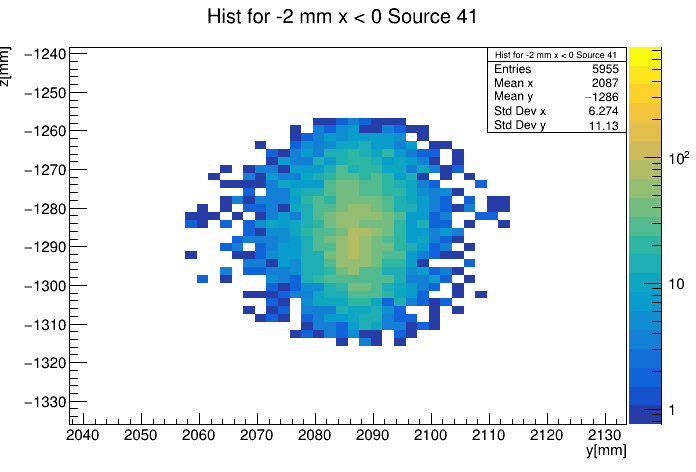 Hist for -2 mm x < 0 Source 41
z[mm]
Hist for -2 mm x < 0 Source 41
Entries 5955
Mean x 2087
Mean y −1286
Std Dev x 6.274
Std Dev y 11.13
−1240
−1250
−1260
−1270
−1280
−1290
−1300
−1310
−1320
−1330
10²
10
1
2040 2050 2060 2070 2080 2090 2100 2110 2120 2130
y[mm]